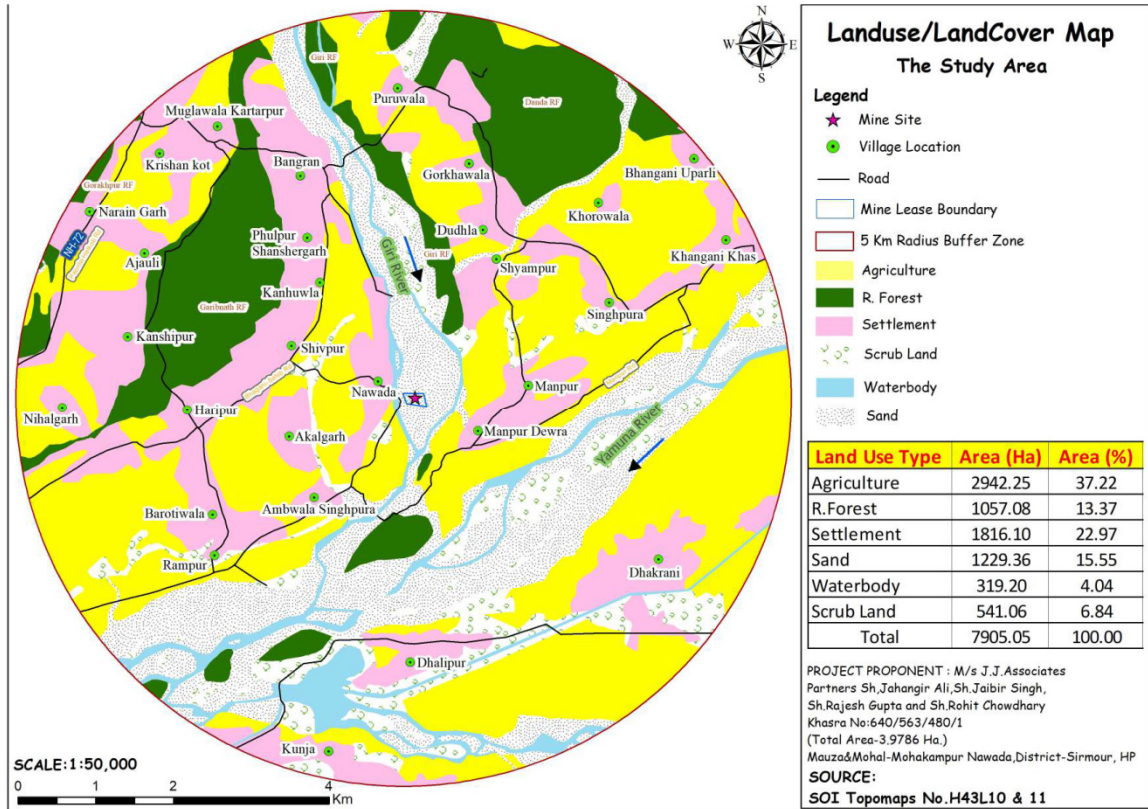 Landuse/LandCover Map
The Study Area
Legend
Mine Site
Village Location
Road
Mine Lease Boundary
5 Km Radius Buffer Zone
Agriculture
R. Forest
Settlement
Scrub Land
Waterbody
Sand
Land Use Type Area (Ha) Area (%)
Agriculture 2942.25 37.22
R.Forest 1057.08 13.37
Settlement 1816.10 22.97
Sand 1229.36 15.55
Waterbody 319.20 4.04
Scrub Land 541.06 6.84
Total 7905.05 100.00
PROJECT PROPONENT : M/s J.J.Associates
Partners Sh,Jahangir Ali,Sh.Jaibir Singh,
Sh.Rajesh Gupta and Sh.Rohit Chowdhary
Khasra No:640/563/480/1
(Total Area-3.9786 Ha.)
Mauza&Mohal-Mohakampur Nawada,District-Sirmour, HP
SOURCE:
SOI Topomaps No.H43L10 & 11
N
W E
S
Giri RF
Puruwala
Danda RF
Muglawala Kartarpur
Krishan kot
Bangran
Gorkhawala
Bhangani Uparli
Gorakhpur RF
Narain Garh
Khorowala
NH-72
Phulpur
Shanshergarh
Dudhla
Ajauli
Giri River
Giri RF
Shyampur
Khangani Khas
Kanhuwla
Garibnath RF
Singhpura
Kanshipur
Shivpur
Nawada
Manpur
Nihalgarh
Haripur
Akalgarh
Manpur Dewra
Yamuna River
Ambwala Singhpura
Barotiwala
Rampur
Dhakrani
Dhalipur
Kunja
SCALE:1:50,000
0 1 2 4
Km